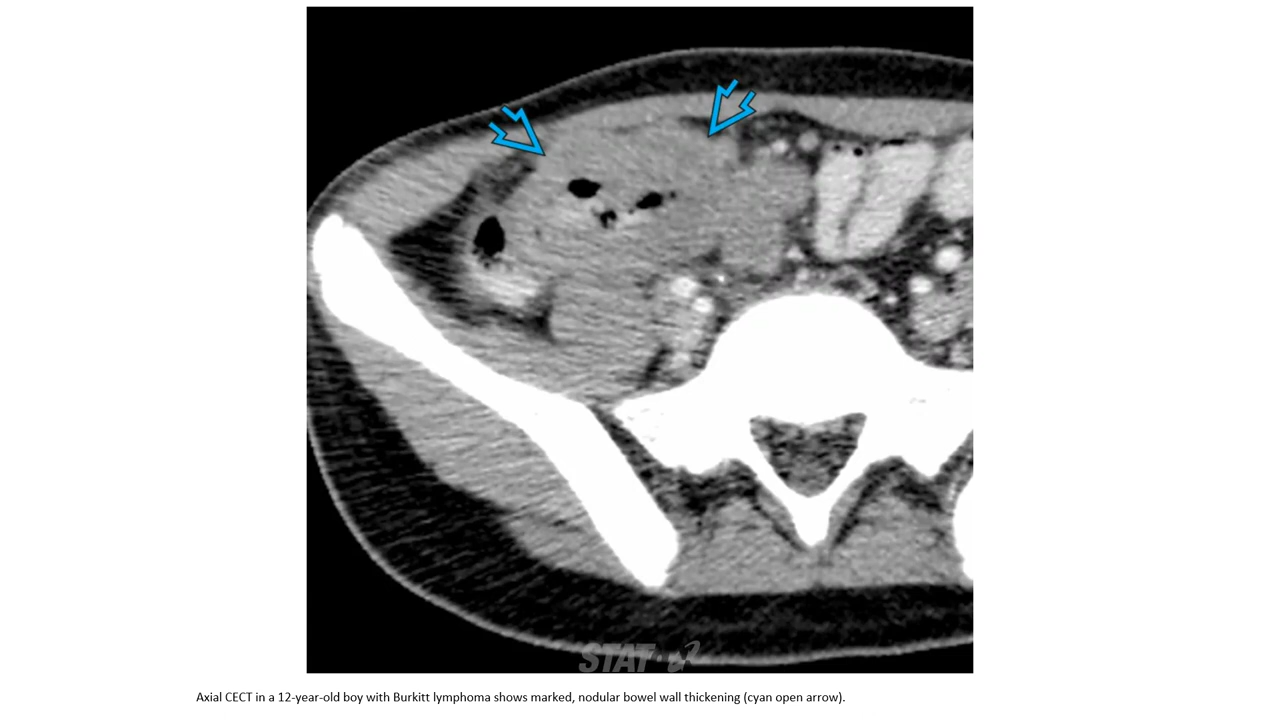 STAT
Axial CECT in a 12-year-old boy with Burkitt lymphoma shows marked, nodular bowel wall thickening (cyan open arrow).